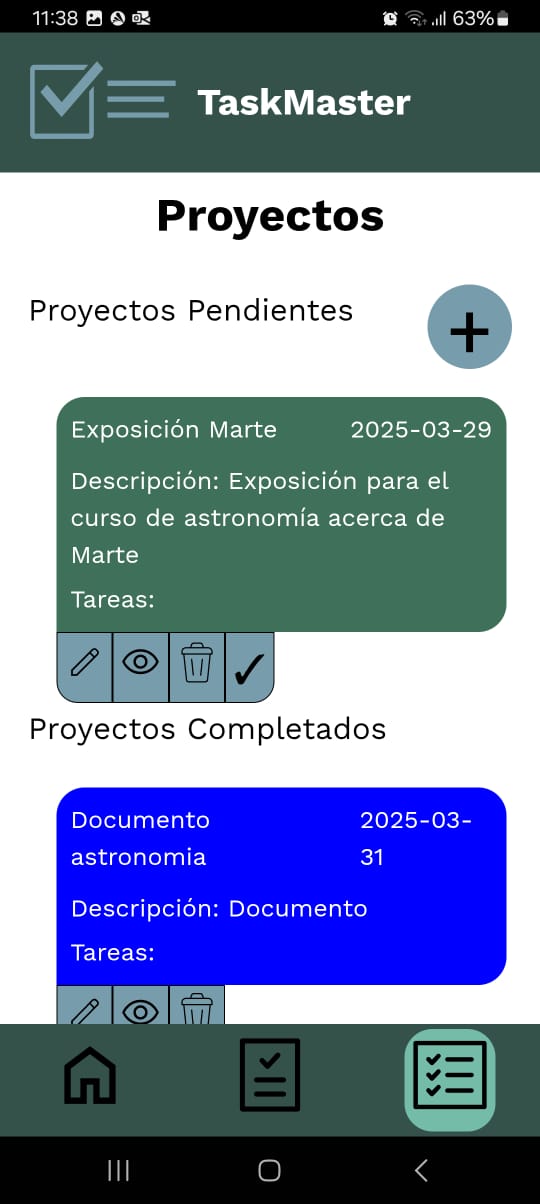 11:38
63%
TaskMaster
Proyectos
Proyectos Pendientes
+
Exposición Marte 2025-03-29
Descripción: Exposición para el
curso de astronomía acerca de
Marte
Tareas:
Proyectos Completados
Documento 2025-03-
astronomia 31
Descripción: Documento
Tareas: